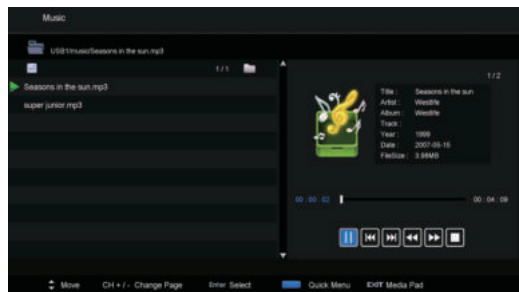 Music
USB1/music/Seasons in the sun.mp3
1/1
Seasons in the sun.mp3
super junior.mp3
1/2
Title : Seasons in the sun
Artist : Westlife
Album : Westlife
Track :
Year : 1999
Date : 2007-05-15
FileSize : 3.98MB
00 : 00 : 02
00 : 04 : 09
Move
CH + / - Change Page
Enter Select
Quick Menu
EXIT Media Pad